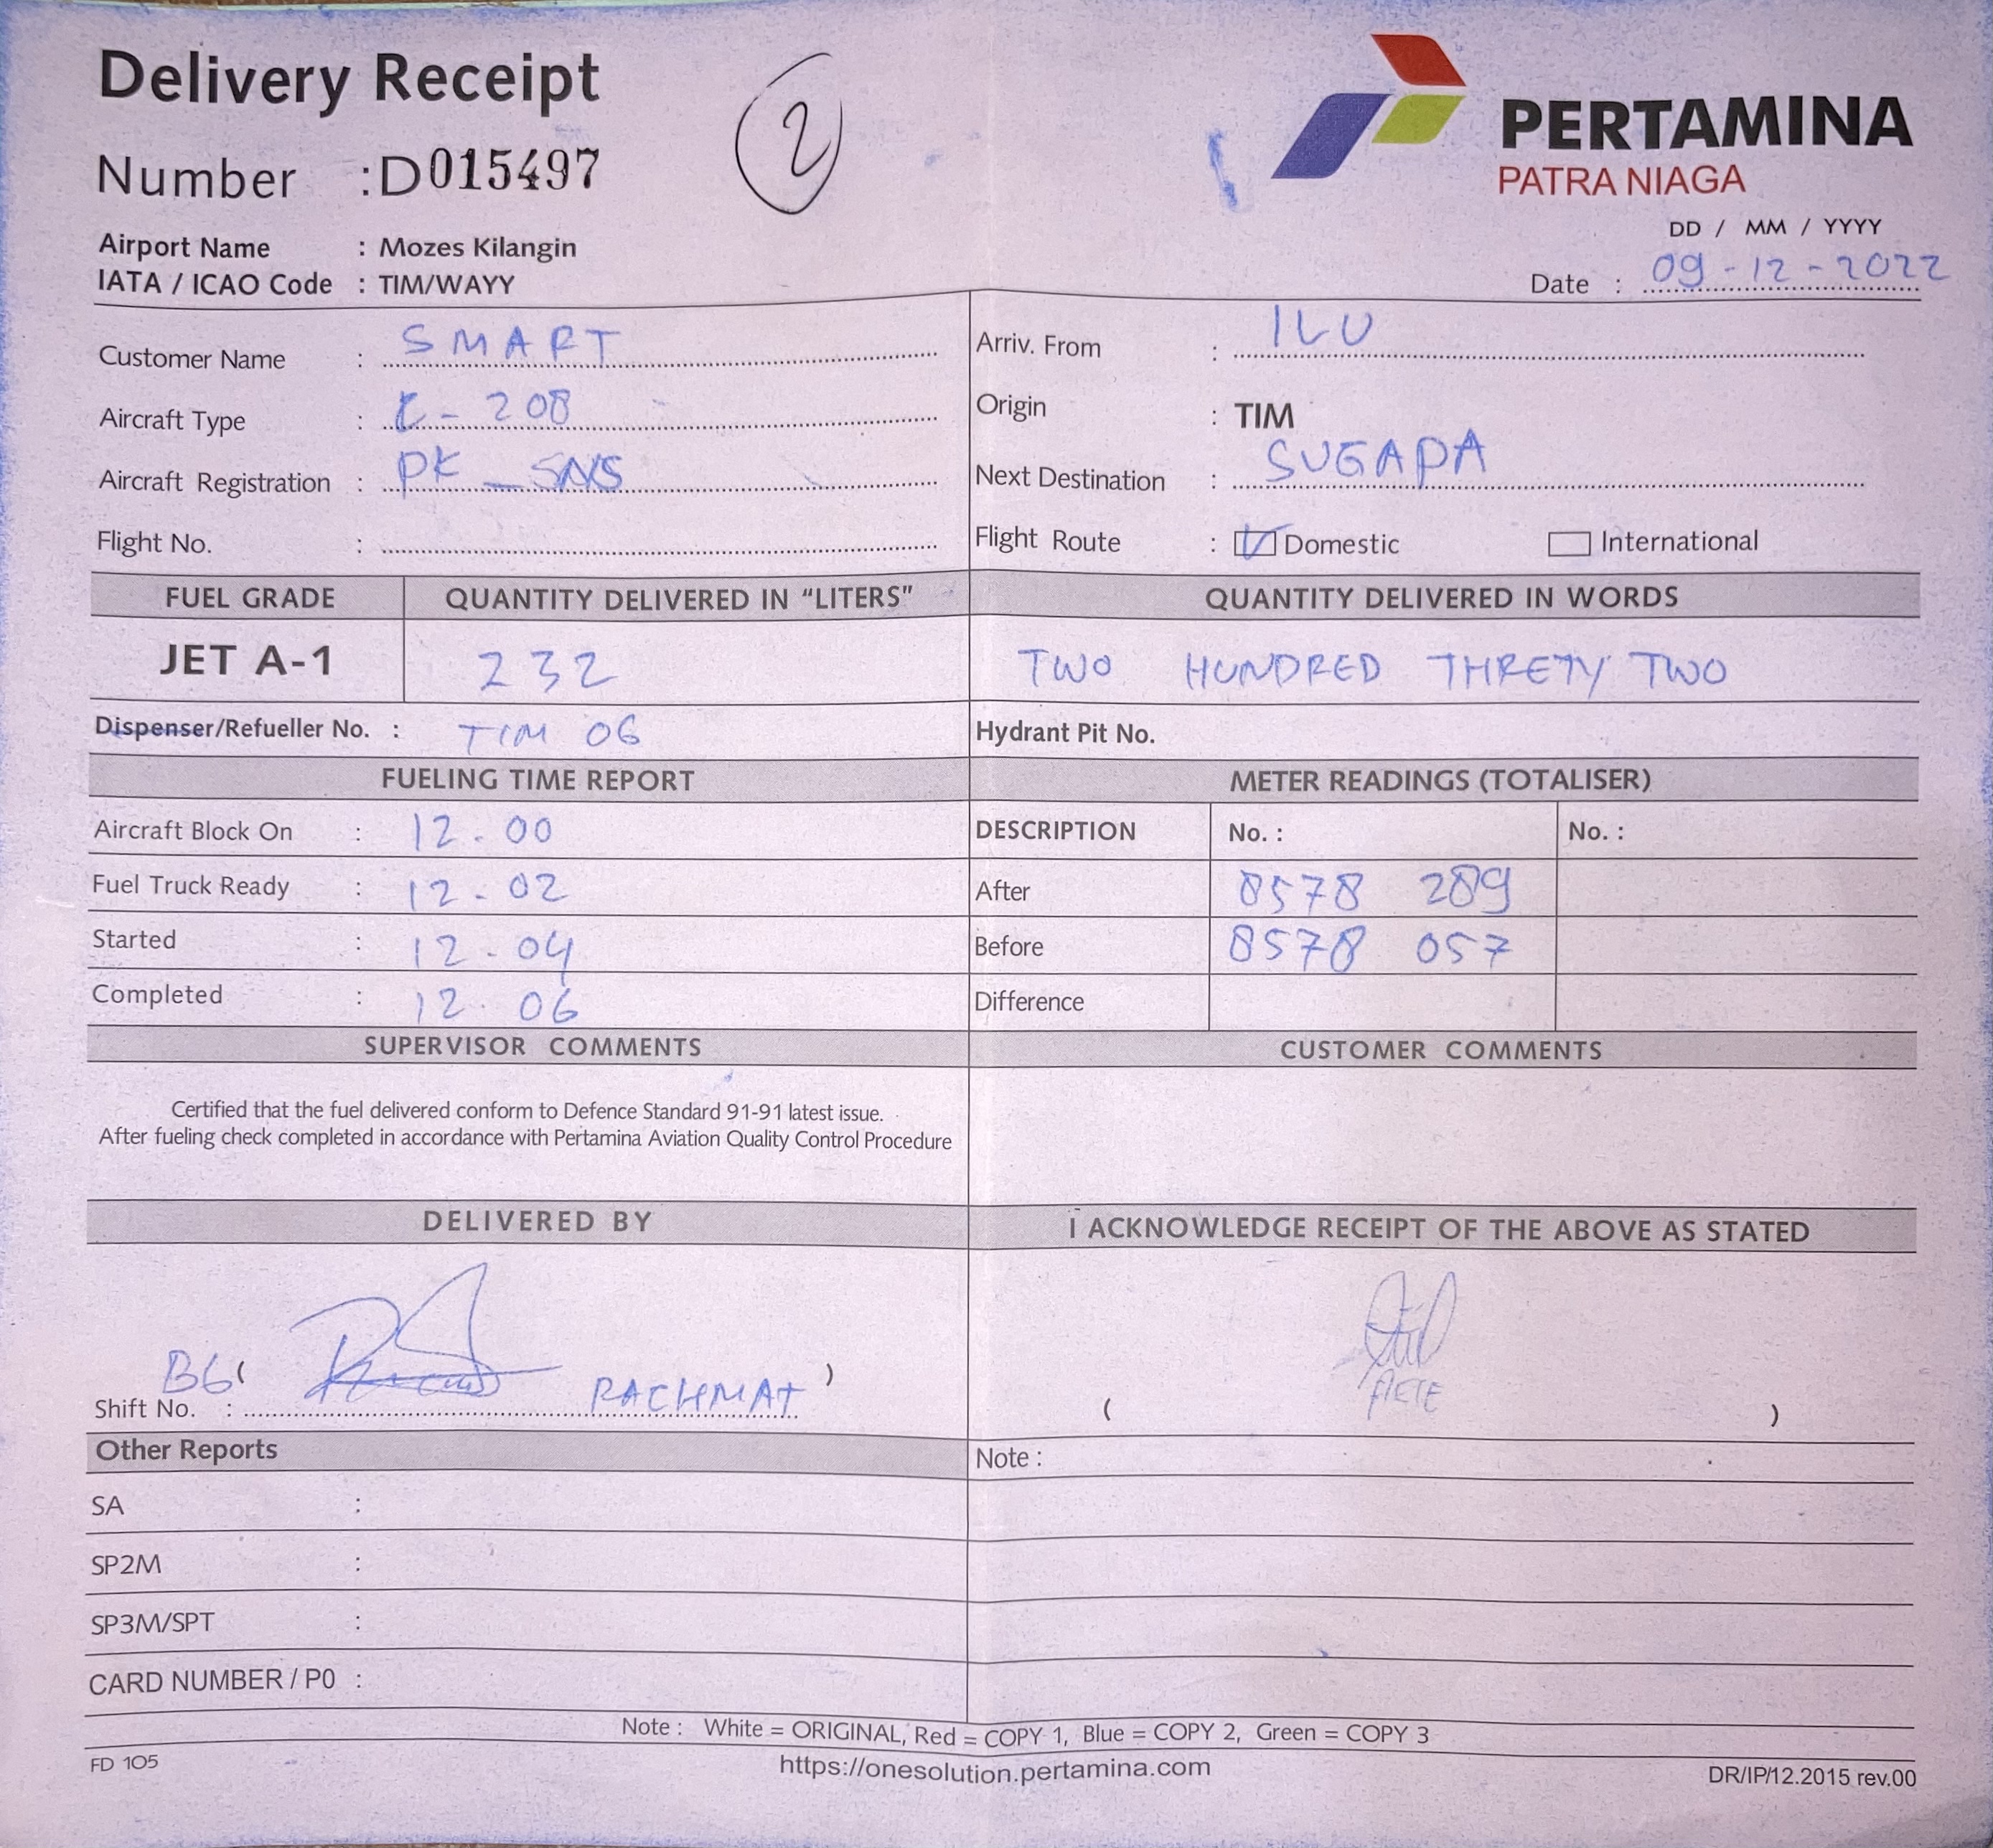 Delivery Receipt
2
PERTAMINA
PATRA NIAGA
Number : D015497
Airport Name : Mozes Kilangin
IATA / ICAO Code : TIM/WAYY
DD / MM / YYYY
Date : 09-12-2022
Customer Name : SMART
Arriv. From : ILU
Aircraft Type : C-208
Origin : TIM
Aircraft Registration : PK_SNS
Next Destination : SUGAPA
Flight No. :
Flight Route : Domestic International
FUEL GRADE QUANTITY DELIVERED IN “LITERS” QUANTITY DELIVERED IN WORDS
JET A-1 232 TWO HUNDRED THRETY TWO
Dispenser/Refueller No. : TIM 06 Hydrant Pit No.
FUELING TIME REPORT METER READINGS (TOTALISER)
Aircraft Block On : 12.00 DESCRIPTION No. : No. :
Fuel Truck Ready : 12-02 After 8578 289
Started : 12-04 Before 8578 057
Completed : 12. 06 Difference
SUPERVISOR COMMENTS CUSTOMER COMMENTS
Certified that the fuel delivered conform to Defence Standard 91-91 latest issue.
After fueling check completed in accordance with Pertamina Aviation Quality Control Procedure
DELIVERED BY I ACKNOWLEDGE RECEIPT OF THE ABOVE AS STATED
B6 ( RACHMAT )
Shift No. : ( )
Other Reports Note :
SA :
SP2M :
SP3M/SPT :
CARD NUMBER / P0 :
Note : White = ORIGINAL, Red = COPY 1, Blue = COPY 2, Green = COPY 3
FD 105 https://onesolution.pertamina.com DR/IP/12.2015 rev.00